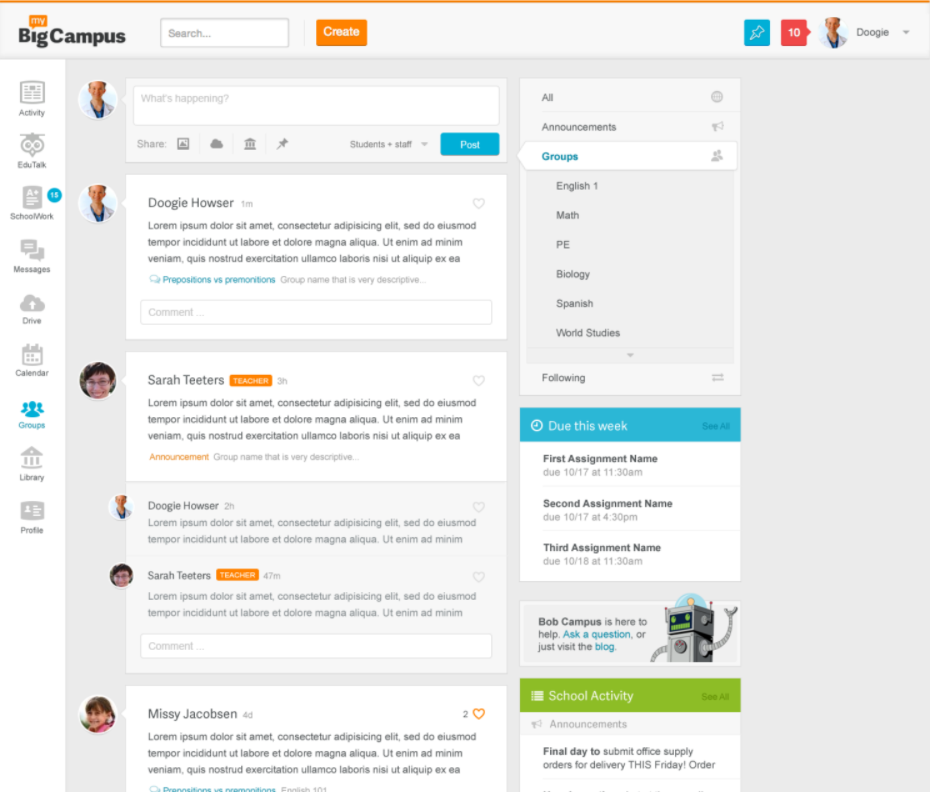 my
BigCampus
Search...
Create
10
Doogie
Activity
EduTalk
A+
15
SchoolWork
Messages
Drive
Calendar
Groups
Library
Profile
What's happening?
Share:
Students + staff
Post
Doogie Howser 1m
Lorem ipsum dolor sit amet, consectetur adipisicing elit, sed do eiusmod
tempor incididunt ut labore et dolore magna aliqua. Ut enim ad minim
veniam, quis nostrud exercitation ullamco laboris nisi ut aliquip ex ea
Prepositions vs premonitions Group name that is very descriptive...
Comment ...
Sarah Teeters TEACHER 3h
Lorem ipsum dolor sit amet, consectetur adipisicing elit, sed do eiusmod
tempor incididunt ut labore et dolore magna aliqua. Ut enim ad minim
veniam, quis nostrud exercitation ullamco laboris nisi ut aliquip ex ea
Announcement Group name that is very descriptive...
Doogie Howser 2h
Lorem ipsum dolor sit amet, consectetur adipisicing elit, sed do eiusmod
tempor incididunt ut labore et dolore magna aliqua. Ut enim ad minim
Sarah Teeters TEACHER 47m
Lorem ipsum dolor sit amet, consectetur adipisicing elit, sed do eiusmod
tempor incididunt ut labore et dolore magna aliqua. Ut enim ad minim
Comment ...
Missy Jacobsen 4d
2
Lorem ipsum dolor sit amet, consectetur adipisicing elit, sed do eiusmod
tempor incididunt ut labore et dolore magna aliqua. Ut enim ad minim
veniam, quis nostrud exercitation ullamco laboris nisi ut aliquip ex ea
Prepositions vs premonitions English 101
All
Announcements
Groups
English 1
Math
PE
Biology
Spanish
World Studies
Following
Due this week
See All
First Assignment Name
due 10/17 at 11:30am
Second Assignment Name
due 10/17 at 4:30pm
Third Assignment Name
due 10/18 at 11:30am
Bob Campus is here to
help. Ask a question, or
just visit the blog.
School Activity
See All
Announcements
Final day to submit office supply
orders for delivery THIS Friday! Order